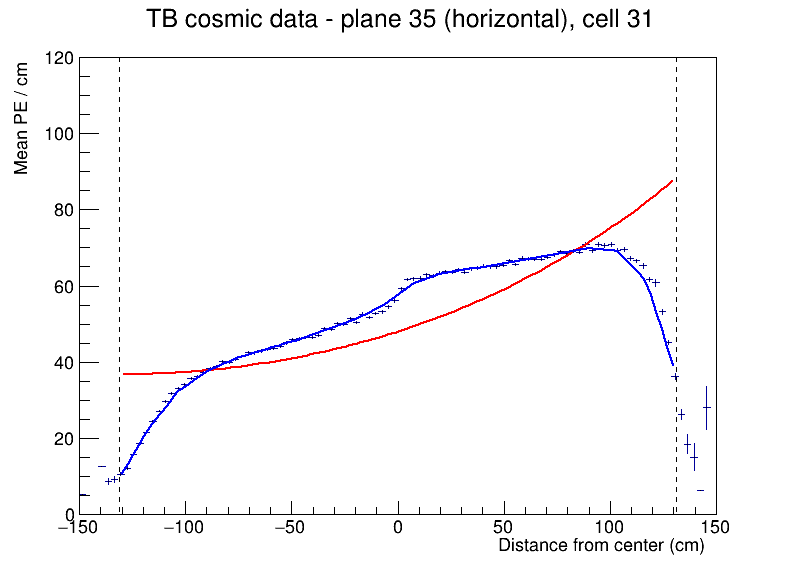 TB cosmic data - plane 35 (horizontal), cell 31
Mean PE / cm
120
100
80
60
40
20
0
−150 −100 −50 0 50 100 150
Distance from center (cm)